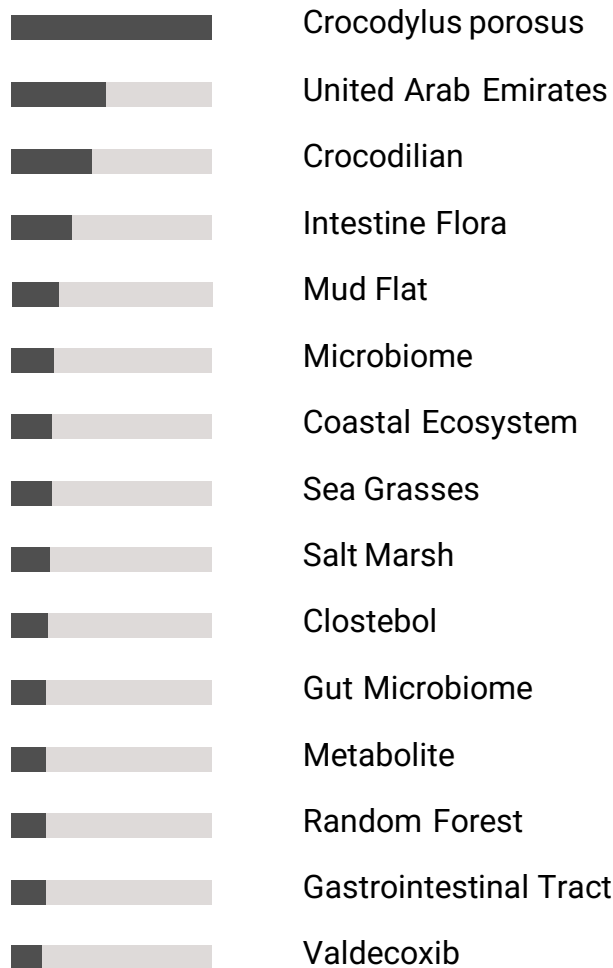 Crocodylus porosus
United Arab Emirates
Crocodilian
Intestine Flora
Mud Flat
Microbiome
Coastal Ecosystem
Sea Grasses
Salt Marsh
Clostebol
Gut Microbiome
Metabolite
Random Forest
Gastrointestinal Tract
Valdecoxib